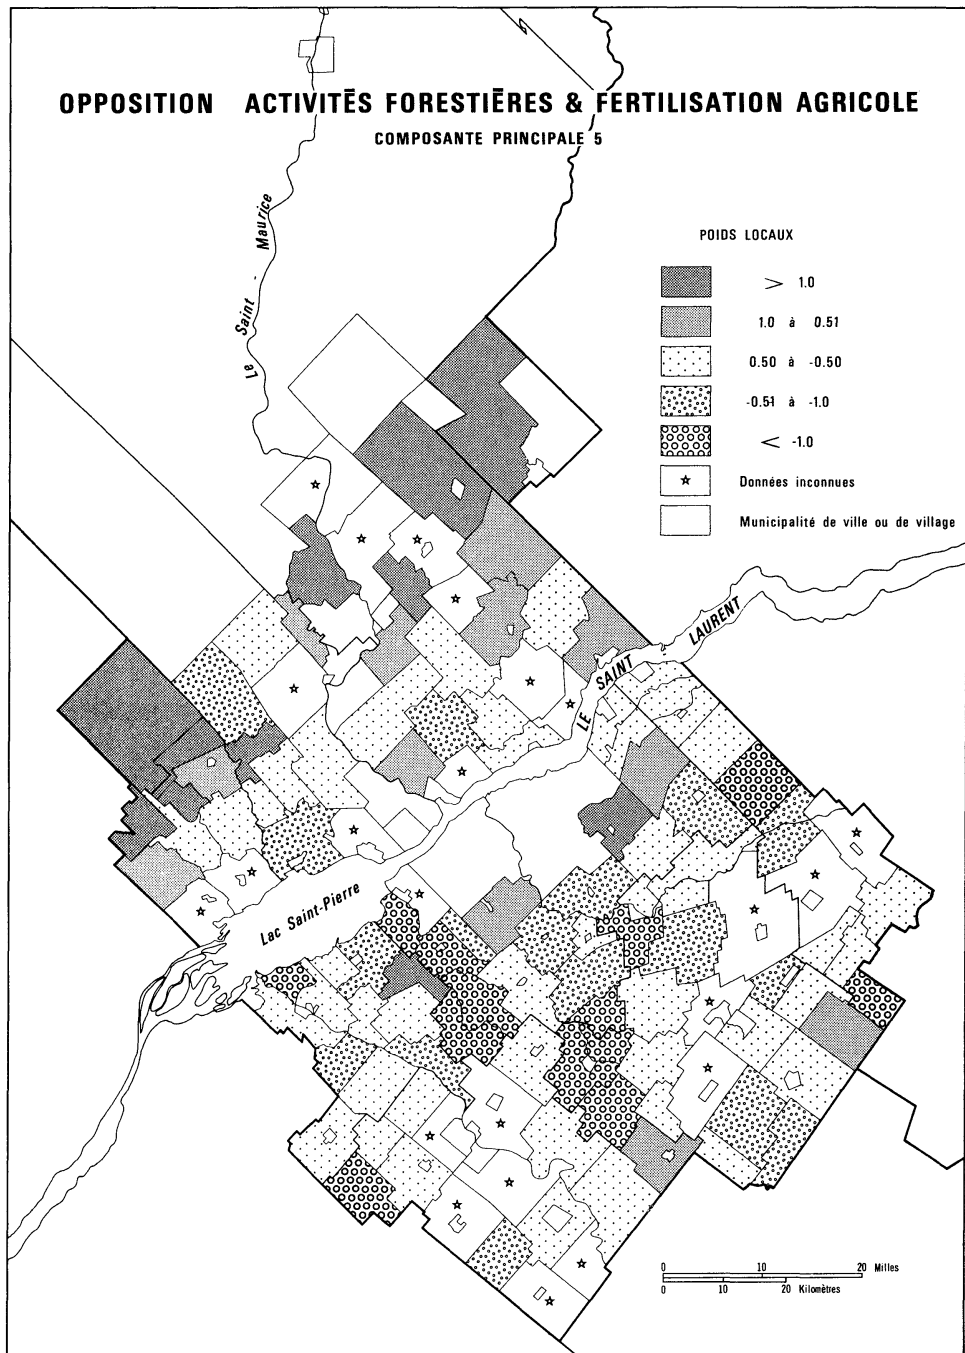 OPPOSITION ACTIVITĒS FORESTIĒRES & FERTILISATION AGRICOLE
COMPOSANTE PRINCIPALE 5
La Saint - Maurice
POIDS LOCAUX
> 1.0
1.0 à 0.51
0.50 à -0.50
-0.51 à -1.0
< -1.0
Données inconnues
Municipalité de ville ou de village
LE SAINT LAURENT
Lac Saint-Pierre
0 10 20 Milles
0 10 20 Kilomètres